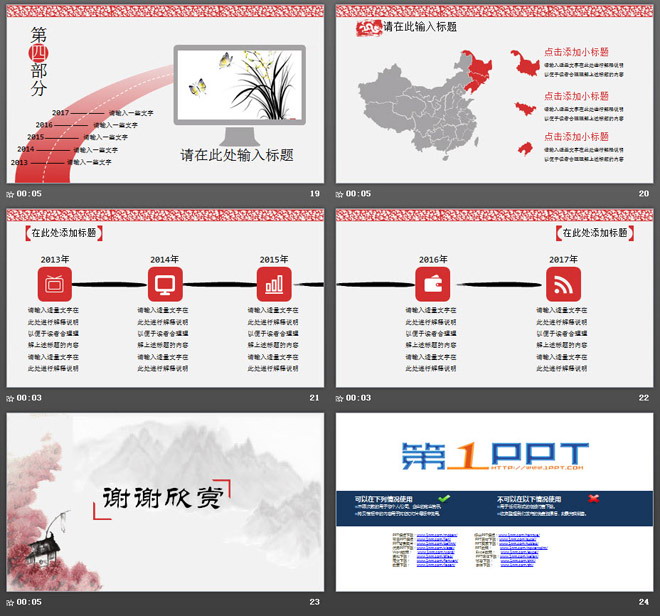 第四部分
2017 请输入一些文字
2016 请输入一些文字
2015 请输入一些文字
2014 请输入一些文字
2013 请输入一些文字
请在此处输入标题
00:05
19
请在此输入标题
点击添加小标题
请输入适量文字在此处进行解释说明
以便于读者合理理解上述标题的内容
点击添加小标题
请输入适量文字在此处进行解释说明
以便于读者合理理解上述标题的内容
点击添加小标题
请输入适量文字在此处进行解释说明
以便于读者合理理解上述标题的内容
00:05
20
在此处添加标题
2013年
2014年
2015年
请输入适量文字在
此处进行解释说明
以便于读者合理理
解上述标题的内容
请输入适量文字在
此处进行解释说明
请输入适量文字在
此处进行解释说明
以便于读者合理理
解上述标题的内容
请输入适量文字在
此处进行解释说明
请输入适量文字在
此处进行解释说明
以便于读者合理理
解上述标题的内容
请输入适量文字在
此处进行解释说明
00:03
21
在此处添加标题
2016年
2017年
请输入适量文字在
此处进行解释说明
以便于读者合理理
解上述标题的内容
请输入适量文字在
此处进行解释说明
请输入适量文字在
此处进行解释说明
以便于读者合理理
解上述标题的内容
请输入适量文字在
此处进行解释说明
00:03
22
谢谢欣赏
00:05
23
第1PPT
HTTP://WWW.1PPT.COM
可以在下列情况使用
不可以在以下情况使用
24